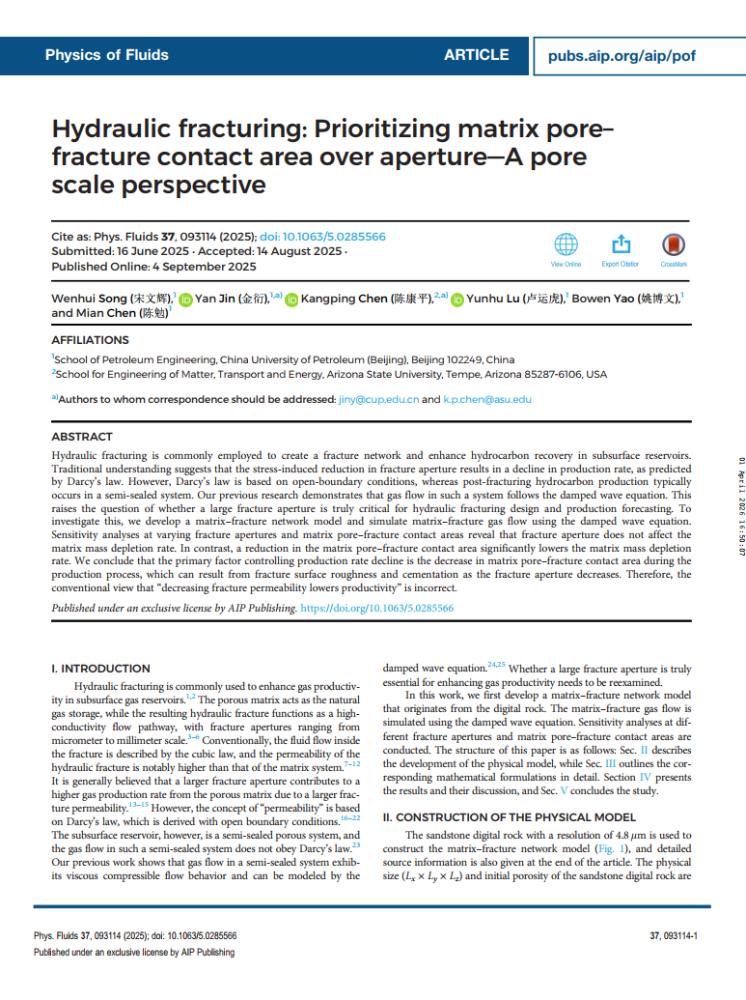 Physics of Fluids
ARTICLE
pubs.aip.org/aip/pof
Hydraulic fracturing: Prioritizing matrix pore–
fracture contact area over aperture—A pore
scale perspective
Cite as: Phys. Fluids 37, 093114 (2025); doi: 10.1063/5.0285566
Submitted: 16 June 2025 · Accepted: 14 August 2025 ·
Published Online: 4 September 2025
View Online
Export Citation
CrossMark
Wenhui Song (宋文辉),1 Yan Jin (金衍),1,a) Kangping Chen (陈康平),2,a) Yunhu Lu (卢运虎),1 Bowen Yao (姚博文),1
and Mian Chen (陈勉)1
AFFILIATIONS
1School of Petroleum Engineering, China University of Petroleum (Beijing), Beijing 102249, China
2School for Engineering of Matter, Transport and Energy, Arizona State University, Tempe, Arizona 85287-6106, USA
a)Authors to whom correspondence should be addressed: jiny@cup.edu.cn and k.p.chen@asu.edu
ABSTRACT
Hydraulic fracturing is commonly employed to create a fracture network and enhance hydrocarbon recovery in subsurface reservoirs.
Traditional understanding suggests that the stress-induced reduction in fracture aperture results in a decline in production rate, as predicted
by Darcy's law. However, Darcy's law is based on open-boundary conditions, whereas post-fracturing hydrocarbon production typically
occurs in a semi-sealed system. Our previous research demonstrates that gas flow in such a system follows the damped wave equation. This
raises the question of whether a large fracture aperture is truly critical for hydraulic fracturing design and production forecasting. To
investigate this, we develop a matrix–fracture network model and simulate matrix–fracture gas flow using the damped wave equation.
Sensitivity analyses at varying fracture apertures and matrix pore–fracture contact areas reveal that fracture aperture does not affect the
matrix mass depletion rate. In contrast, a reduction in the matrix pore–fracture contact area significantly lowers the matrix mass depletion
rate. We conclude that the primary factor controlling production rate decline is the decrease in matrix pore–fracture contact area during the
production process, which can result from fracture surface roughness and cementation as the fracture aperture decreases. Therefore, the
conventional view that "decreasing fracture permeability lowers productivity" is incorrect.
Published under an exclusive license by AIP Publishing. https://doi.org/10.1063/5.0285566
I. INTRODUCTION
Hydraulic fracturing is commonly used to enhance gas productiv-
ity in subsurface gas reservoirs.1,2 The porous matrix acts as the natural
gas storage, while the resulting hydraulic fracture functions as a high-
conductivity flow pathway, with fracture apertures ranging from
micrometer to millimeter scale.3–6 Conventionally, the fluid flow inside
the fracture is described by the cubic law, and the permeability of the
hydraulic fracture is notably higher than that of the matrix system.7–12
It is generally believed that a larger fracture aperture contributes to a
higher gas production rate from the porous matrix due to a larger frac-
ture permeability.13–15 However, the concept of "permeability" is based
on Darcy's law, which is derived with open boundary conditions.16–22
The subsurface reservoir, however, is a semi-sealed porous system, and
the gas flow in such a semi-sealed system does not obey Darcy's law.23
Our previous work shows that gas flow in a semi-sealed system exhib-
its viscous compressible flow behavior and can be modeled by the
damped wave equation.24,25 Whether a large fracture aperture is truly
essential for enhancing gas productivity needs to be reexamined.
In this work, we first develop a matrix–fracture network model
that originates from the digital rock. The matrix–fracture gas flow is
simulated using the damped wave equation. Sensitivity analyses at dif-
ferent fracture apertures and matrix pore–fracture contact areas are
conducted. The structure of this paper is as follows: Sec. II describes
the development of the physical model, while Sec. III outlines the cor-
responding mathematical formulations in detail. Section IV presents
the results and their discussion, and Sec. V concludes the study.
II. CONSTRUCTION OF THE PHYSICAL MODEL
The sandstone digital rock with a resolution of 4.8 μm is used to
construct the matrix–fracture network model (Fig. 1), and detailed
source information is also given at the end of the article. The physical
size (Lx × Ly × Lz) and initial porosity of the sandstone digital rock are
01 April 2026 16:50:07
Phys. Fluids 37, 093114 (2025); doi: 10.1063/5.0285566
37, 093114-1
Published under an exclusive license by AIP Publishing